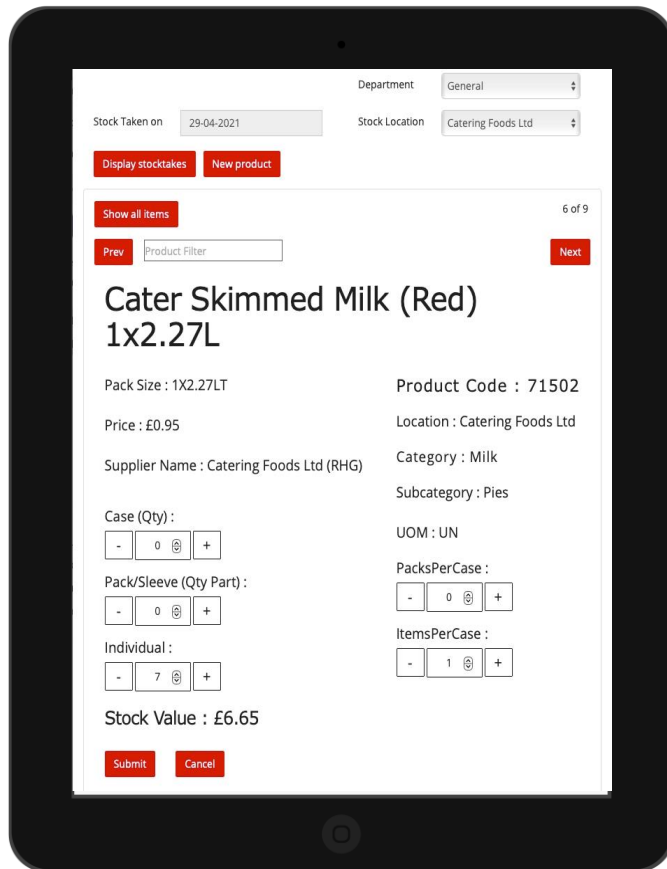 Department General
Stock Taken on 29-04-2021 Stock Location Catering Foods Ltd
Display stocktakes New product
Show all items 6 of 9
Prev Product Filter Next
Cater Skimmed Milk (Red)
1x2.27L
Pack Size : 1X2.27LT
Price : £0.95
Supplier Name : Catering Foods Ltd (RHG)
Product Code : 71502
Location : Catering Foods Ltd
Category : Milk
Subcategory : Pies
UOM : UN
Case (Qty) :
- 0 +
Pack/Sleeve (Qty Part) :
- 0 +
Individual :
- 7 +
PacksPerCase :
- 0 +
ItemsPerCase :
- 1 +
Stock Value : £6.65
Submit Cancel